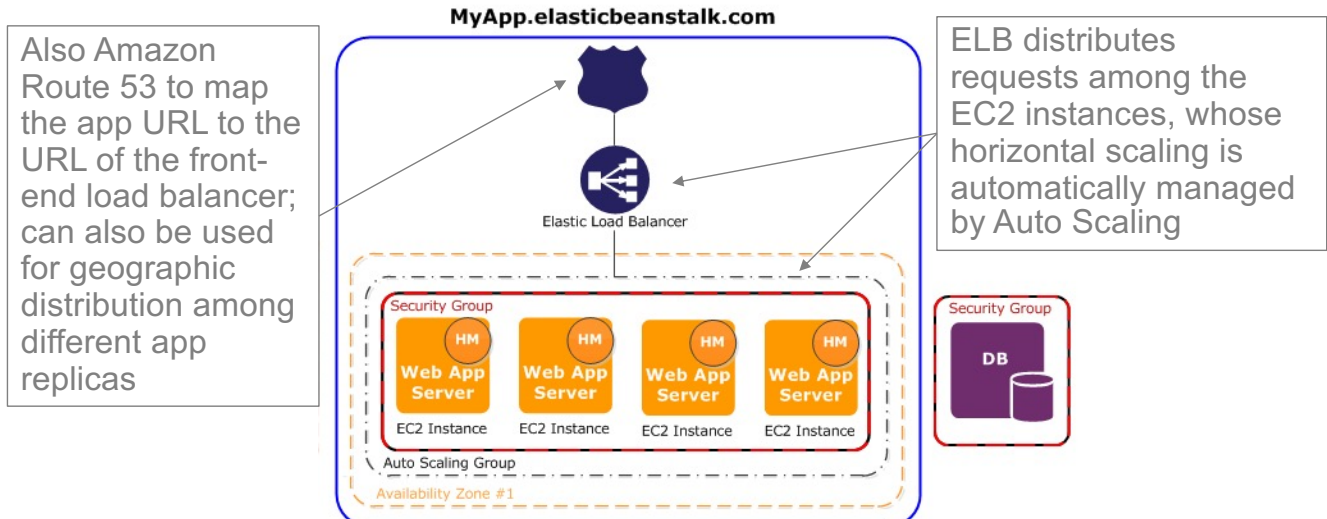 MyApp.elasticbeanstalk.com
Also Amazon
Route 53 to map
the app URL to the
URL of the front-
end load balancer;
can also be used
for geographic
distribution among
different app
replicas
ELB distributes
requests among the
EC2 instances, whose
horizontal scaling is
automatically managed
by Auto Scaling
Elastic Load Balancer
Security Group
HM
Web App
Server
EC2 Instance
HM
Web App
Server
EC2 Instance
HM
Web App
Server
EC2 Instance
HM
Web App
Server
EC2 Instance
Auto Scaling Group
Availability Zone #1
Security Group
DB